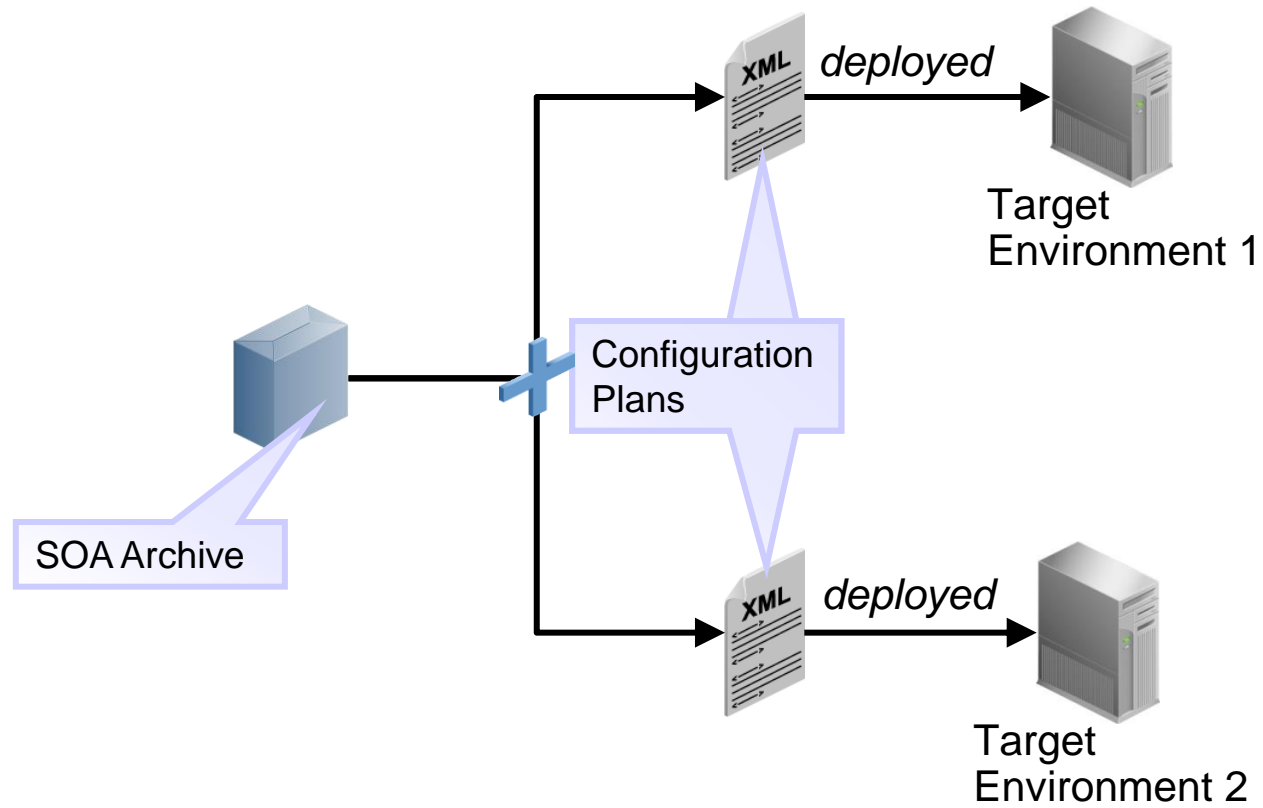 XML
deployed
Target
Environment 1
Configuration
Plans
SOA Archive
XML
deployed
Target
Environment 2